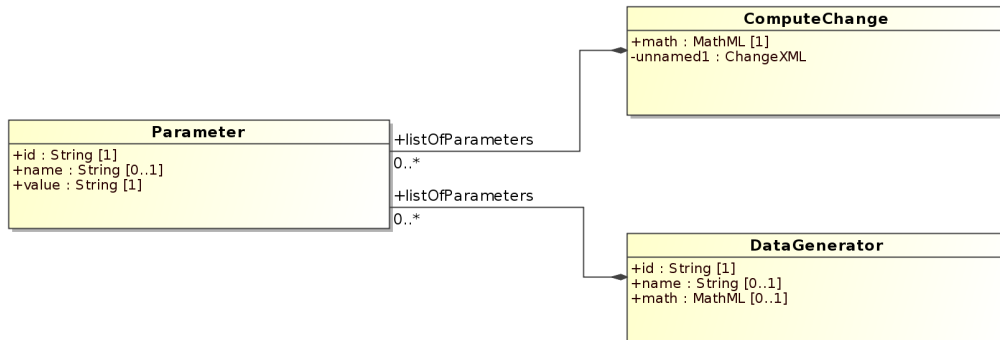 ComputeChange
+math : MathML [1]
-unnamed1 : ChangeXML
Parameter
+id : String [1]
+name : String [0..1]
+value : String [1]
+listOfParameters
0..*
+listOfParameters
0..*
DataGenerator
+id : String [1]
+name : String [0..1]
+math : MathML [0..1]